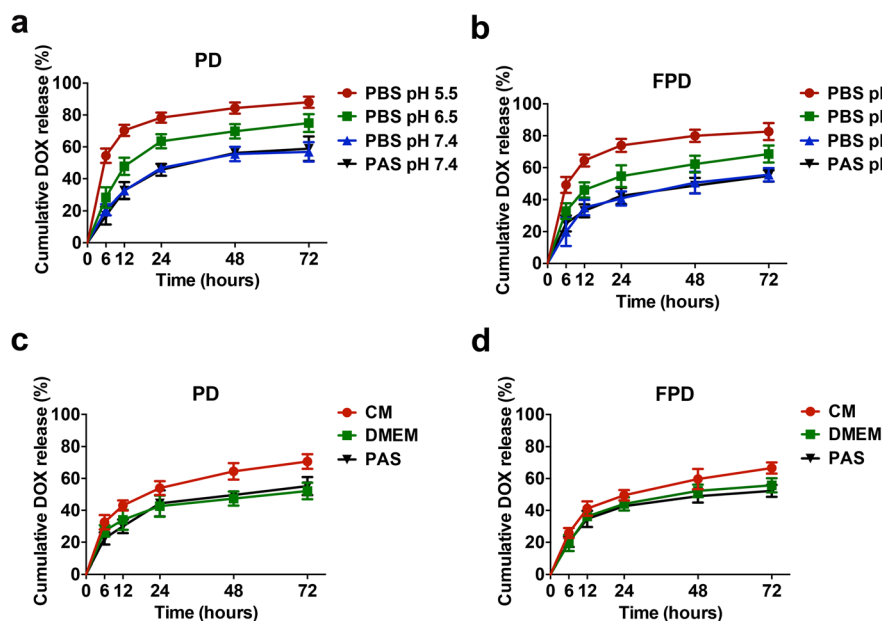 a
PD
Cumulative DOX release (%)
100
80
60
40
20
0
0 6 12 24 48 72
Time (hours)
PBS pH 5.5
PBS pH 6.5
PBS pH 7.4
PAS pH 7.4
b
FPD
Cumulative DOX release (%)
100
80
60
40
20
0
0 6 12 24 48 72
Time (hours)
PBS
PBS
PBS
PAS
c
PD
Cumulative DOX release (%)
100
80
60
40
20
0
0 6 12 24 48 72
Time (hours)
CM
DMEM
PAS
d
FPD
Cumulative DOX release (%)
100
80
60
40
20
0
0 6 12 24 48 72
Time (hours)
CM
DMEM
PAS